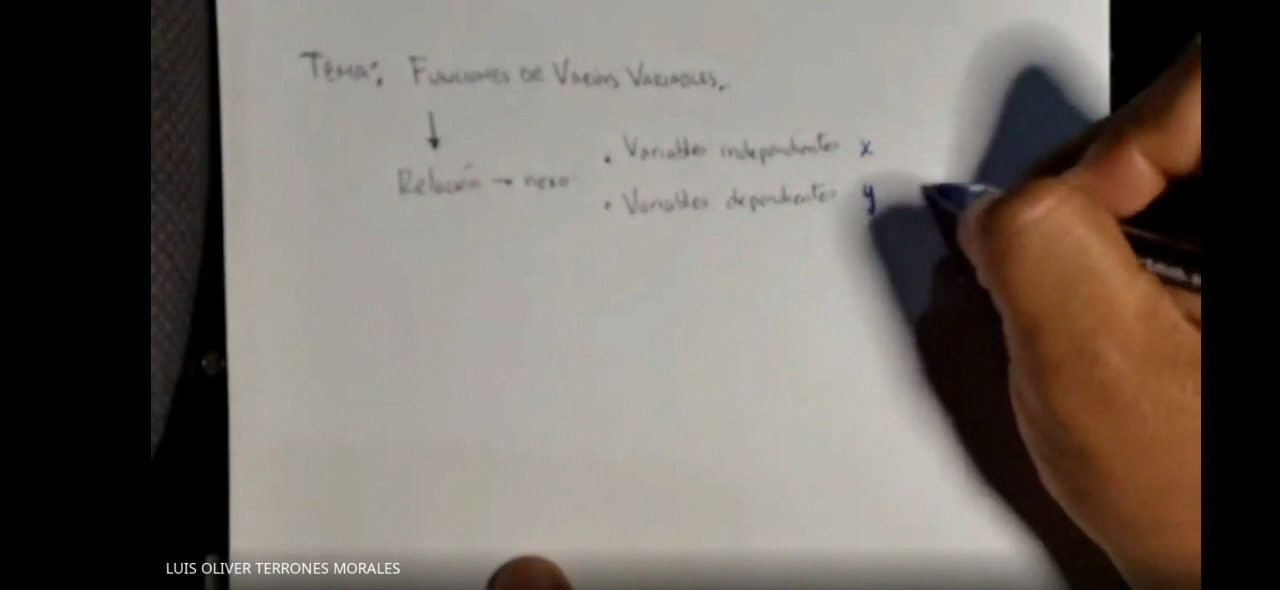 TEMA: FUNCIONES DE VARIAS VARIABLES.
Relación → nexo
• Variables independientes x
• Variables dependientes y
LUIS OLIVER TERRONES MORALES